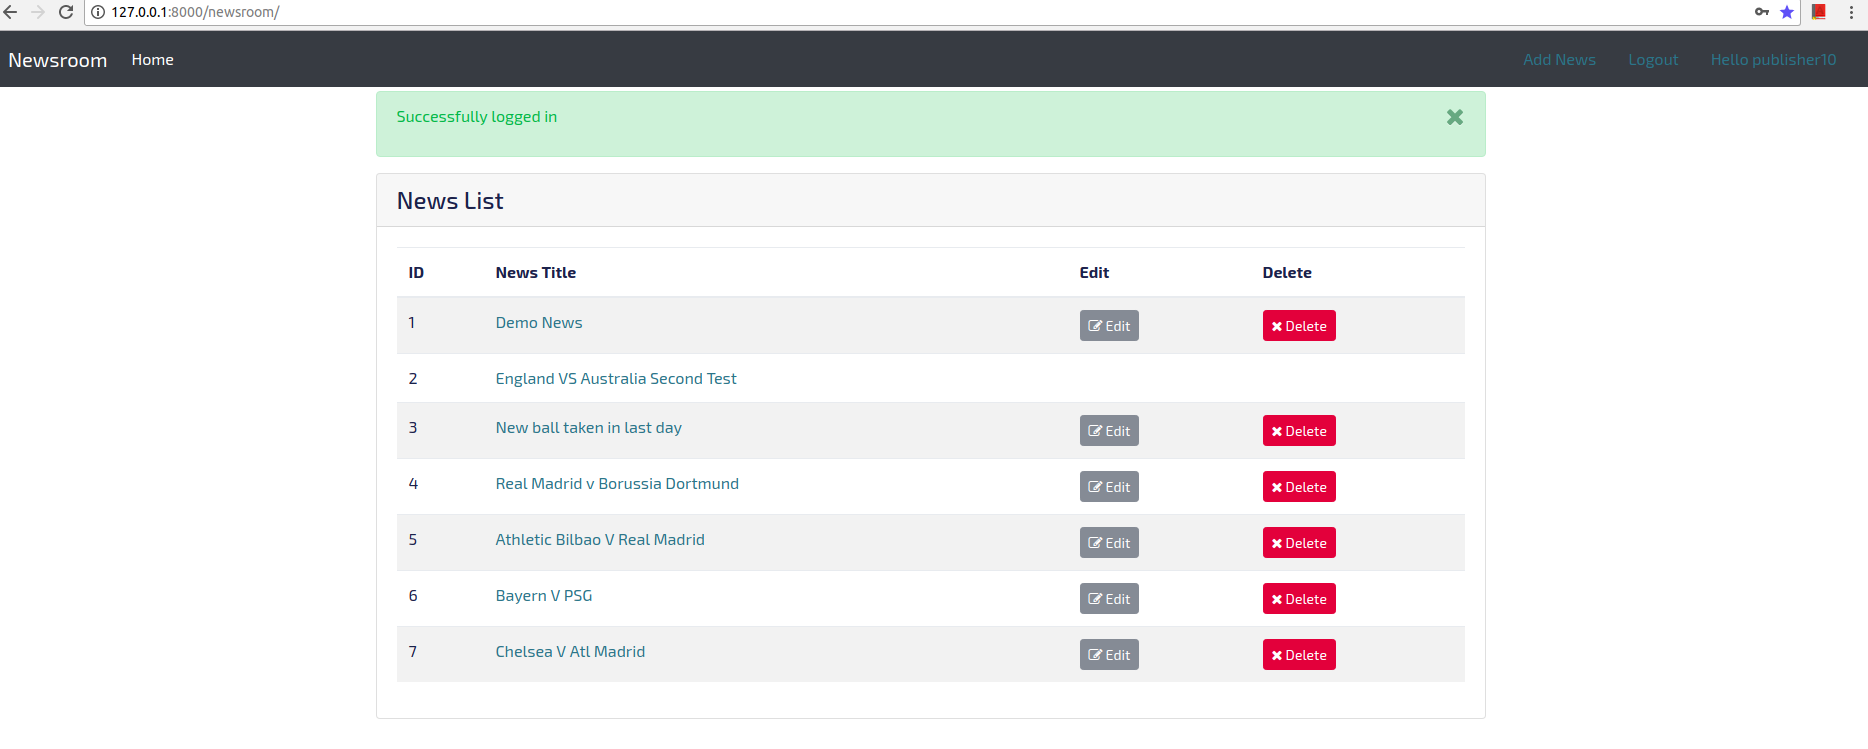 127.0.0.1:8000/newsroom/
Newsroom Home Add News Logout Hello publisher10
Successfully logged in
News List
ID News Title Edit Delete
1 Demo News Edit Delete
2 England VS Australia Second Test
3 New ball taken in last day Edit Delete
4 Real Madrid v Borussia Dortmund Edit Delete
5 Athletic Bilbao V Real Madrid Edit Delete
6 Bayern V PSG Edit Delete
7 Chelsea V Atl Madrid Edit Delete